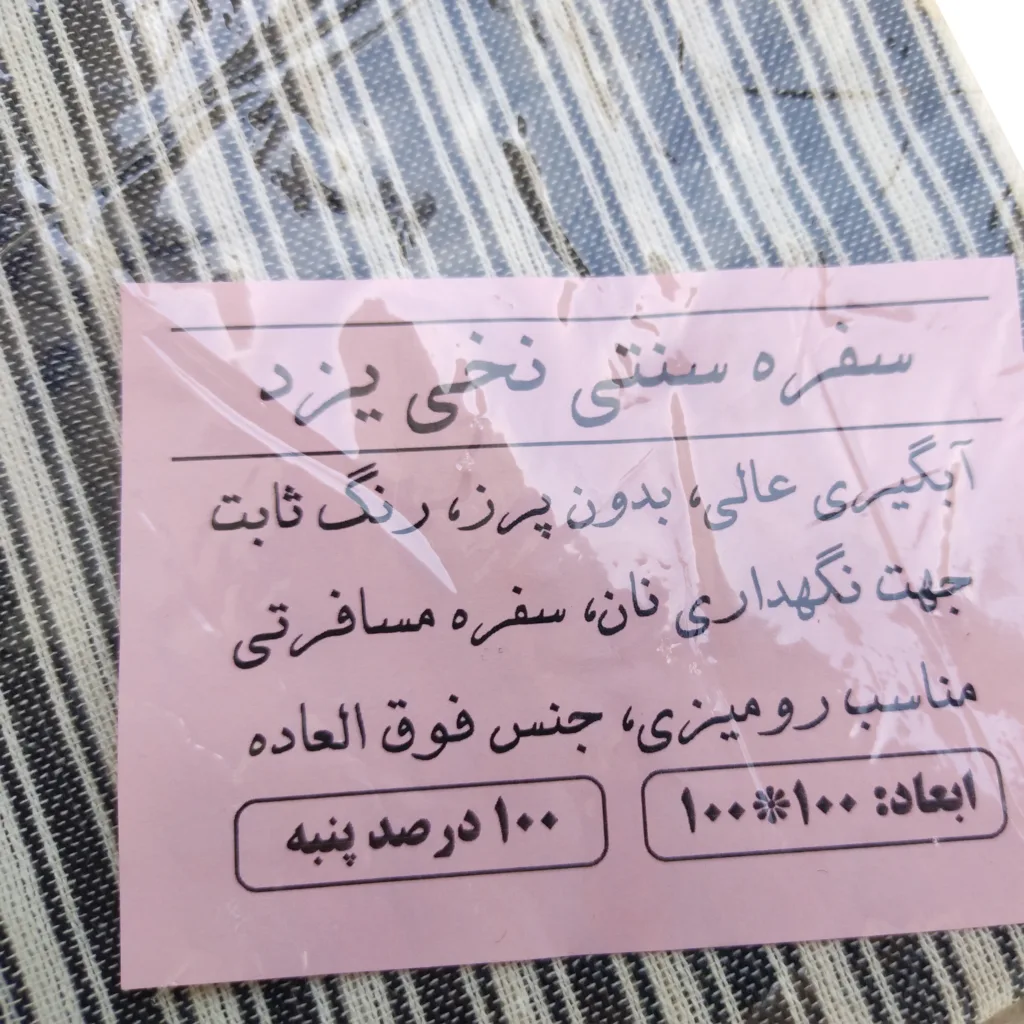 سفره سنتی نخی یزد
آبگیری عالی، بدون پرز، رنگ ثابت
جهت نگهداری نان، سفره مسافرتی
مناسب رومیزی، جنس فوق العاده
ابعاد: ۱۰۰*۱۰۰
۱۰۰ درصد پنبه